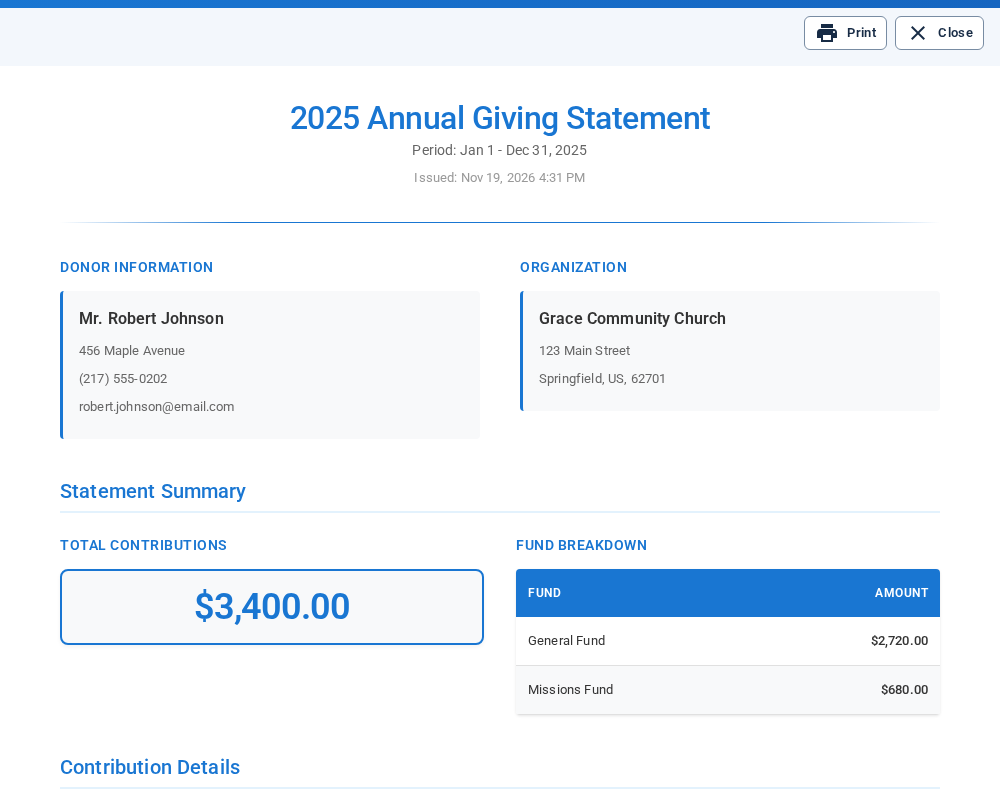 Print
Close
2025 Annual Giving Statement
Period: Jan 1 - Dec 31, 2025
Issued: Nov 19, 2026 4:31 PM
DONOR INFORMATION
Mr. Robert Johnson
456 Maple Avenue
(217) 555-0202
robert.johnson@email.com
ORGANIZATION
Grace Community Church
123 Main Street
Springfield, US, 62701
Statement Summary
TOTAL CONTRIBUTIONS
$3,400.00
FUND BREAKDOWN
FUND AMOUNT
General Fund $2,720.00
Missions Fund $680.00
Contribution Details